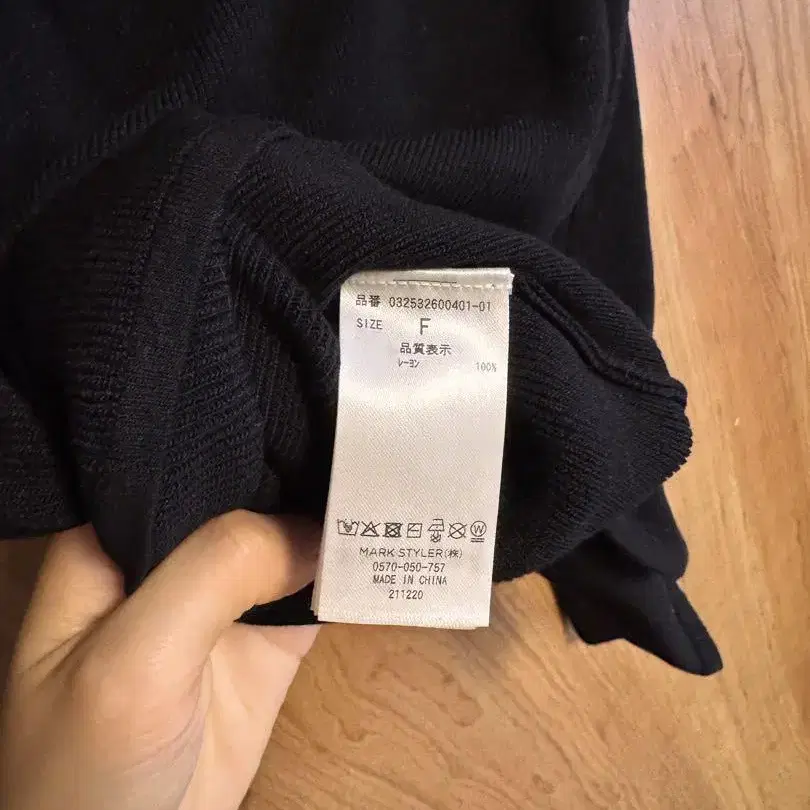 品番 032532600401-01
SIZE F
品質表示
レーヨン 100%
MARK STYLER(株)
0570-050-757
MADE IN CHINA
211220